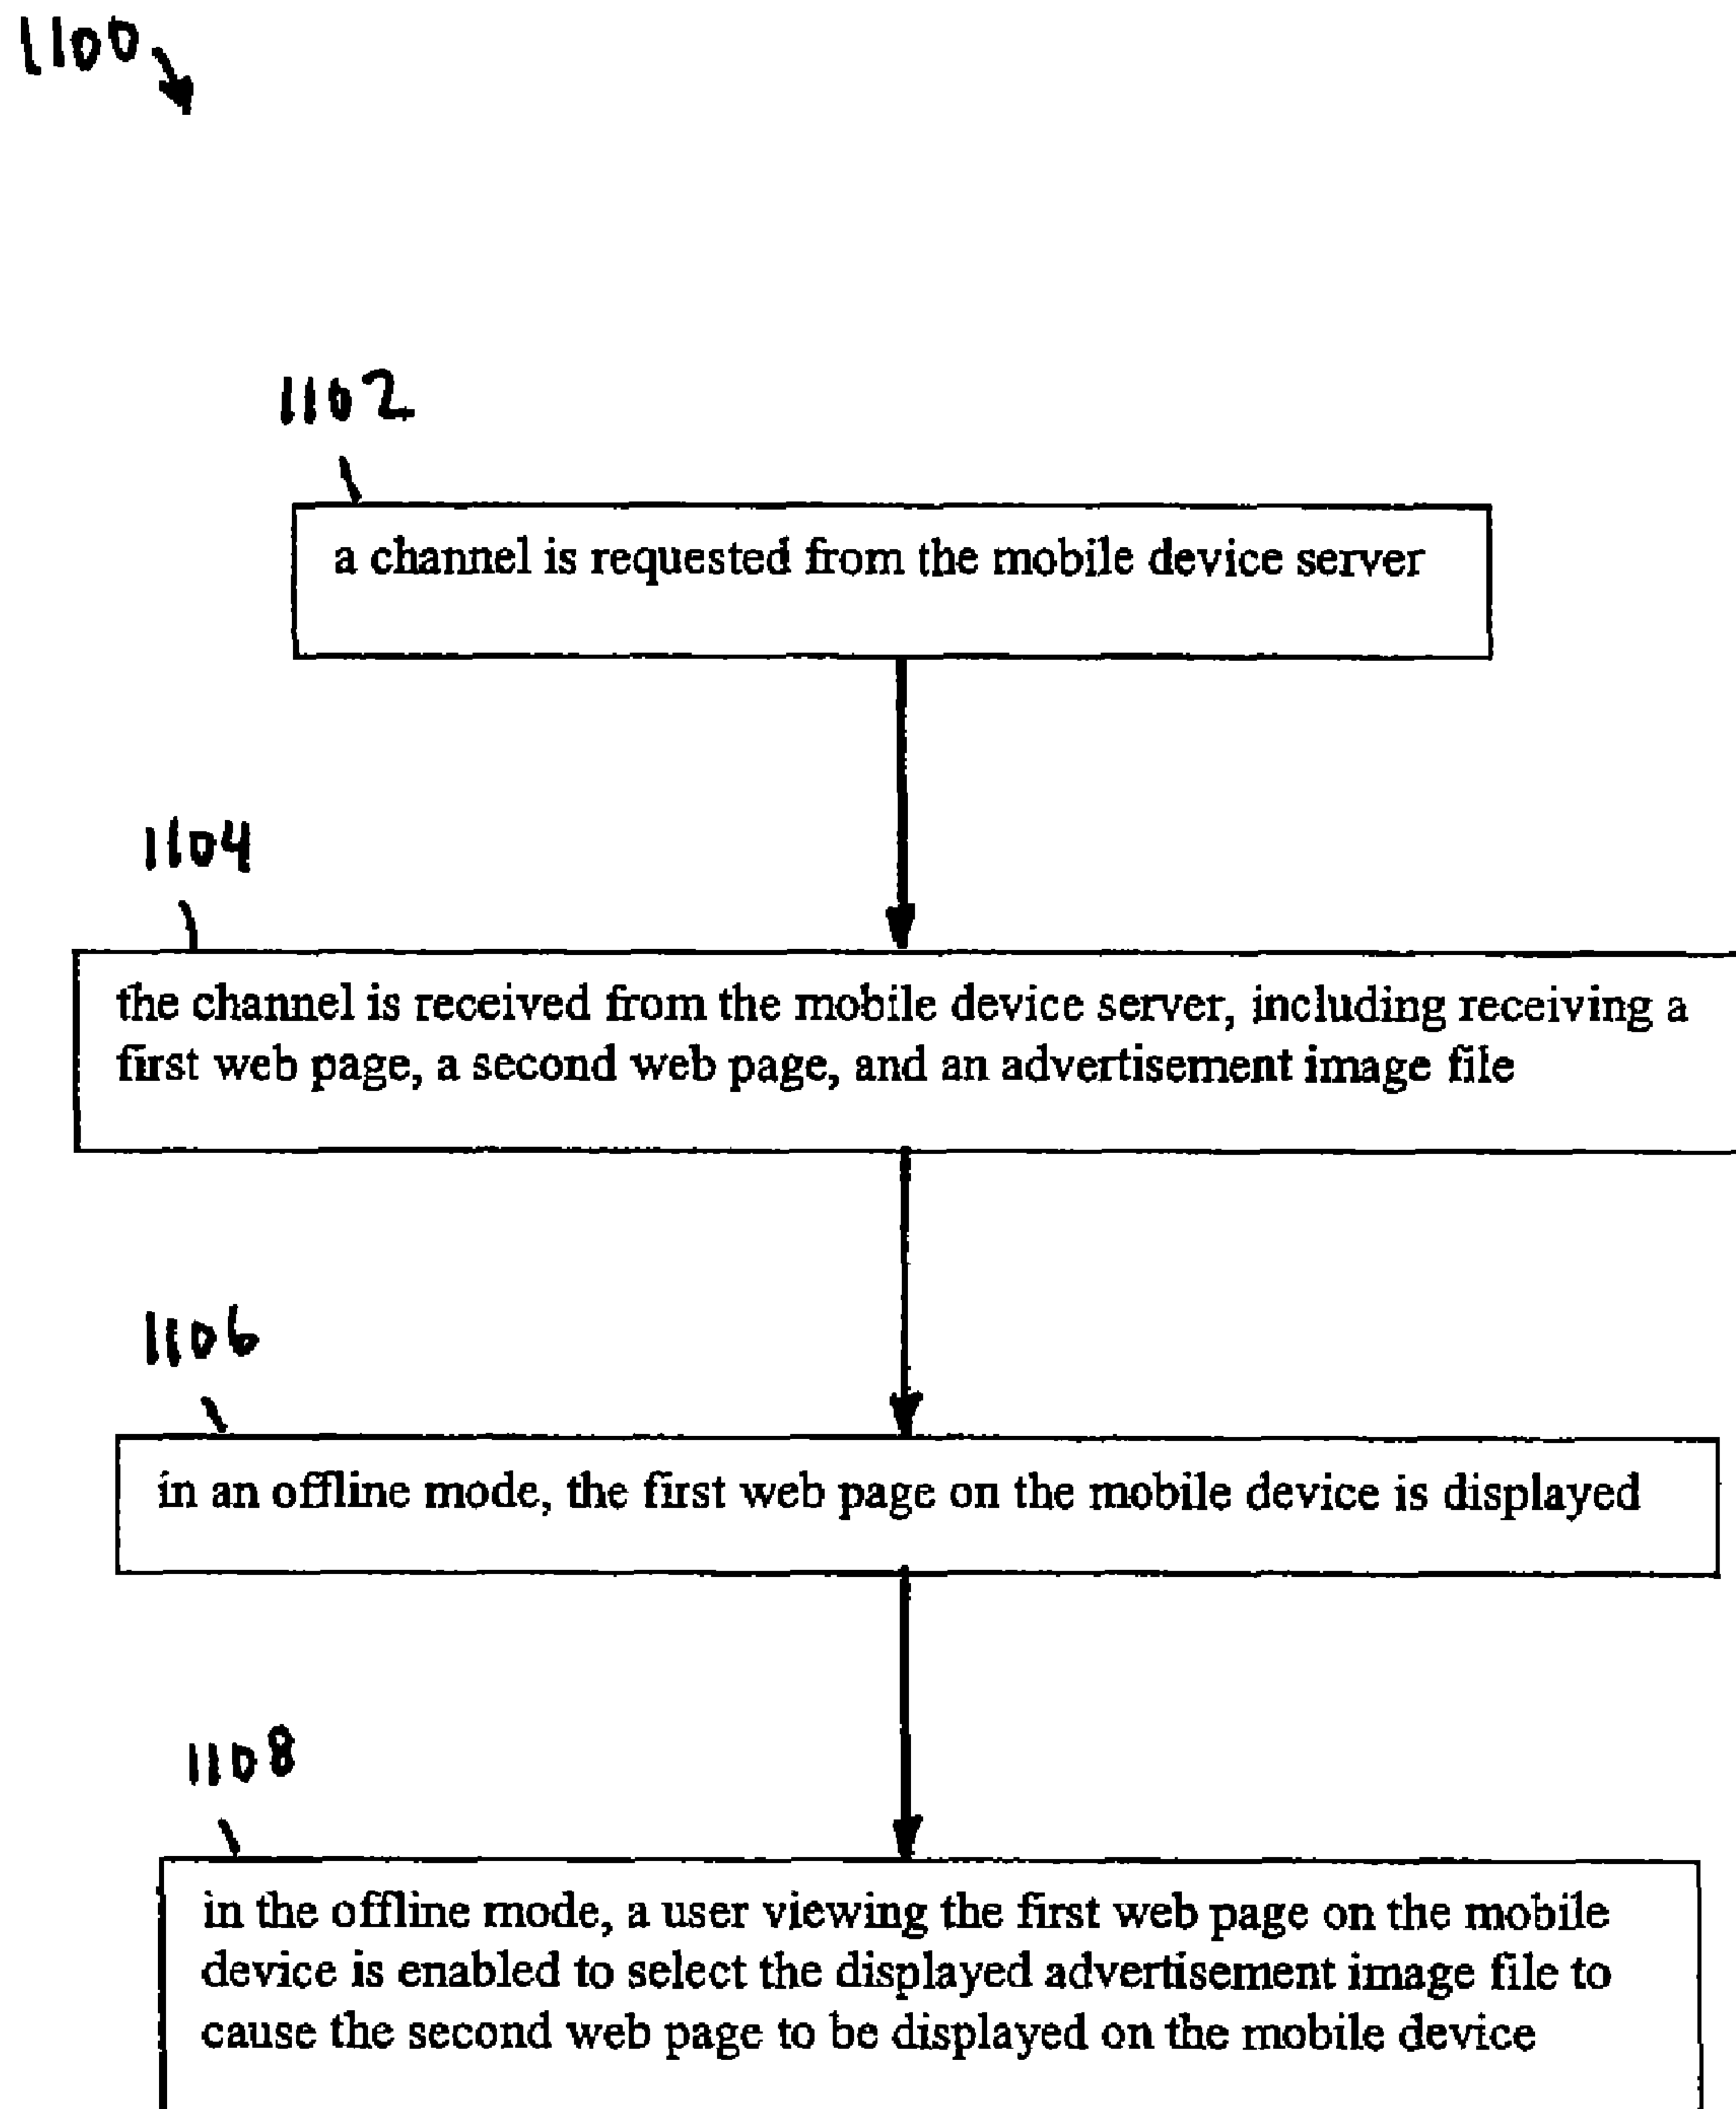 1100
1102
a channel is requested from the mobile device server
1104
the channel is received from the mobile device server, including receiving a
first web page, a second web page, and an advertisement image file
1106
in an offline mode, the first web page on the mobile device is displayed
1108
in the offline mode, a user viewing the first web page on the mobile
device is enabled to select the displayed advertisement image file to
cause the second web page to be displayed on the mobile device